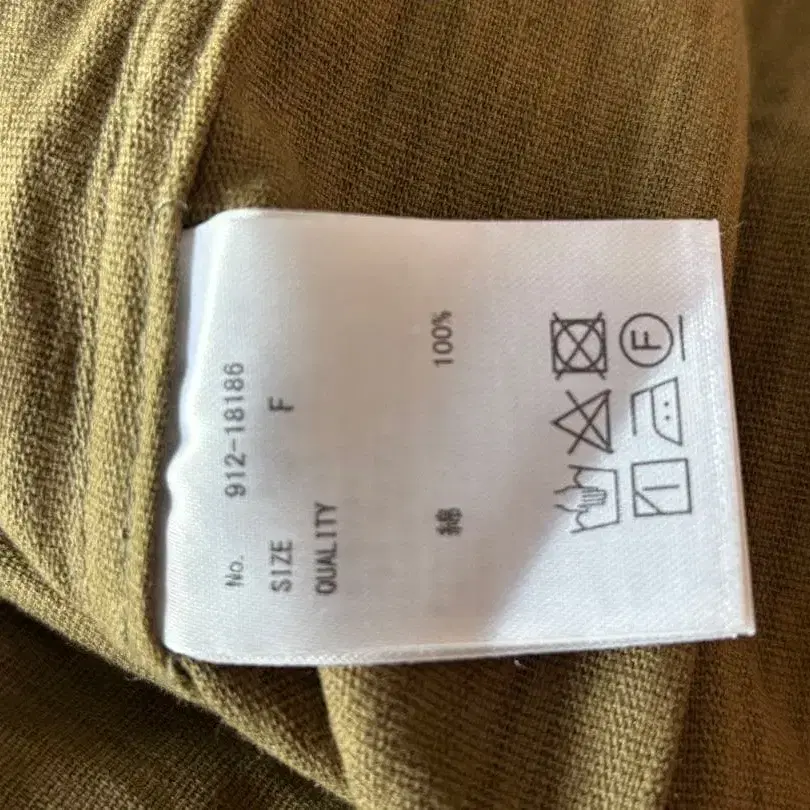 No. 912-18186
SIZE F
QUALITY
綿 100%
F